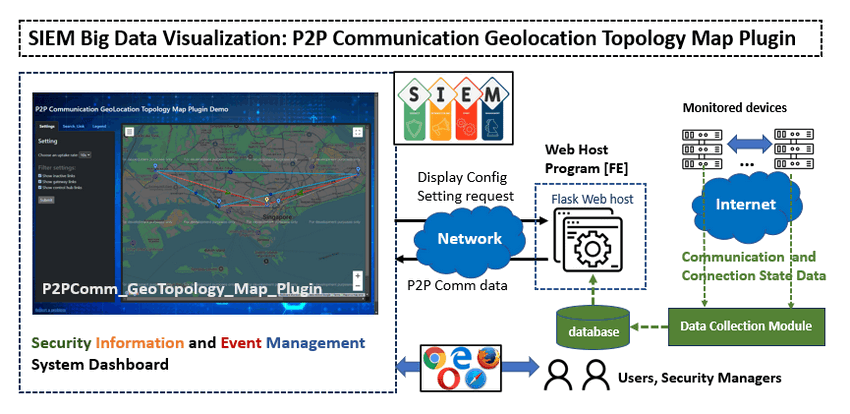 SIEM Big Data Visualization: P2P Communication Geolocation Topology Map Plugin
P2P Communication GeoLocation Topology Map Plugin Demo
Settings
Search Link
Legend
Setting
Choose an update rate:
Filter settings:
Show inactive links
Show gateway links
Show control hub links
Submit
Singapore
P2PComm_GeoTopology_Map_Plugin
Security Information and Event Management
System Dashboard
S I E M
Display Config
Setting request
Network
P2P Comm data
Web Host
Program [FE]
Flask Web host
database
Monitored devices
...
Internet
Communication and
Connection State Data
Data Collection Module
Users, Security Managers